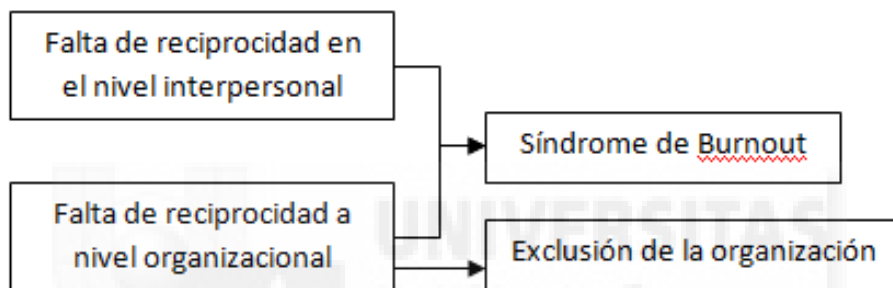 Falta de reciprocidad en
el nivel interpersonal
Síndrome de Burnout
Falta de reciprocidad a
nivel organizacional
Exclusión de la organización
UNIVERSITAS